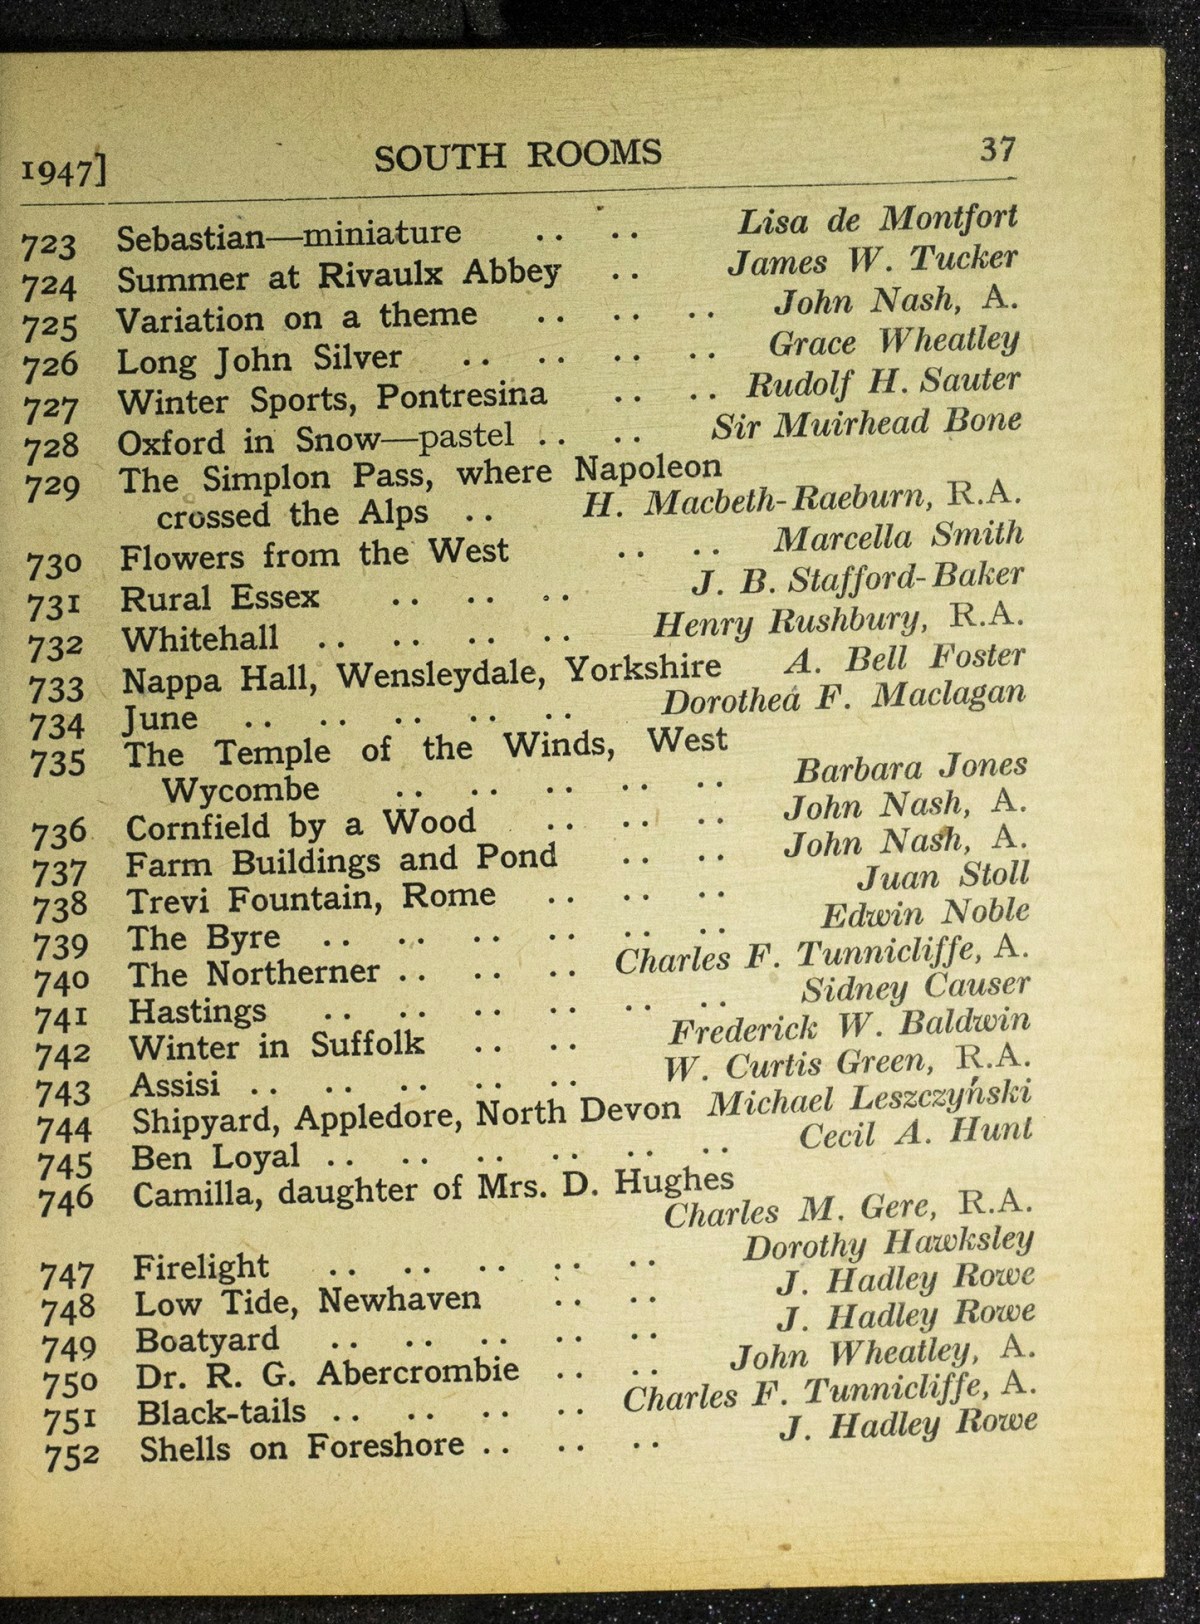 1947] SOUTH ROOMS 37
723 Sebastian—miniature .. .. Lisa de Montfort
724 Summer at Rivaulx Abbey .. James W. Tucker
725 Variation on a theme .. .. .. John Nash, A.
726 Long John Silver .. .. .. .. Grace Wheatley
727 Winter Sports, Pontresina .. .. Rudolf H. Sauter
728 Oxford in Snow—pastel .. .. Sir Muirhead Bone
729 The Simplon Pass, where Napoleon
crossed the Alps .. H. Macbeth-Raeburn, R.A.
730 Flowers from the West .. .. Marcella Smith
731 Rural Essex .. .. .. J. B. Stafford-Baker
732 Whitehall .. .. .. .. Henry Rushbury, R.A.
733 Nappa Hall, Wensleydale, Yorkshire A. Bell Foster
734 June .. .. .. .. .. Dorothea F. Maclagan
735 The Temple of the Winds, West
Wycombe .. .. .. .. .. Barbara Jones
736 Cornfield by a Wood .. .. .. John Nash, A.
737 Farm Buildings and Pond .. .. John Nash, A.
738 Trevi Fountain, Rome .. .. .. Juan Stoll
739 The Byre .. .. .. .. .. .. Edwin Noble
740 The Northerner .. .. .. Charles F. Tunnicliffe, A.
741 Hastings .. .. .. .. .. .. Sidney Causer
742 Winter in Suffolk .. .. Frederick W. Baldwin
743 Assisi .. .. .. .. .. W. Curtis Green, R.A.
744 Shipyard, Appledore, North Devon Michael Leszczyński
745 Ben Loyal .. .. .. .. .. .. Cecil A. Hunt
746 Camilla, daughter of Mrs. D. Hughes
Charles M. Gere, R.A.
747 Firelight .. .. .. .. .. Dorothy Hawksley
748 Low Tide, Newhaven .. .. J. Hadley Rowe
749 Boatyard .. .. .. .. .. J. Hadley Rowe
750 Dr. R. G. Abercrombie .. .. John Wheatley, A.
751 Black-tails .. .. .. .. Charles F. Tunnicliffe, A.
752 Shells on Foreshore .. .. .. J. Hadley Rowe